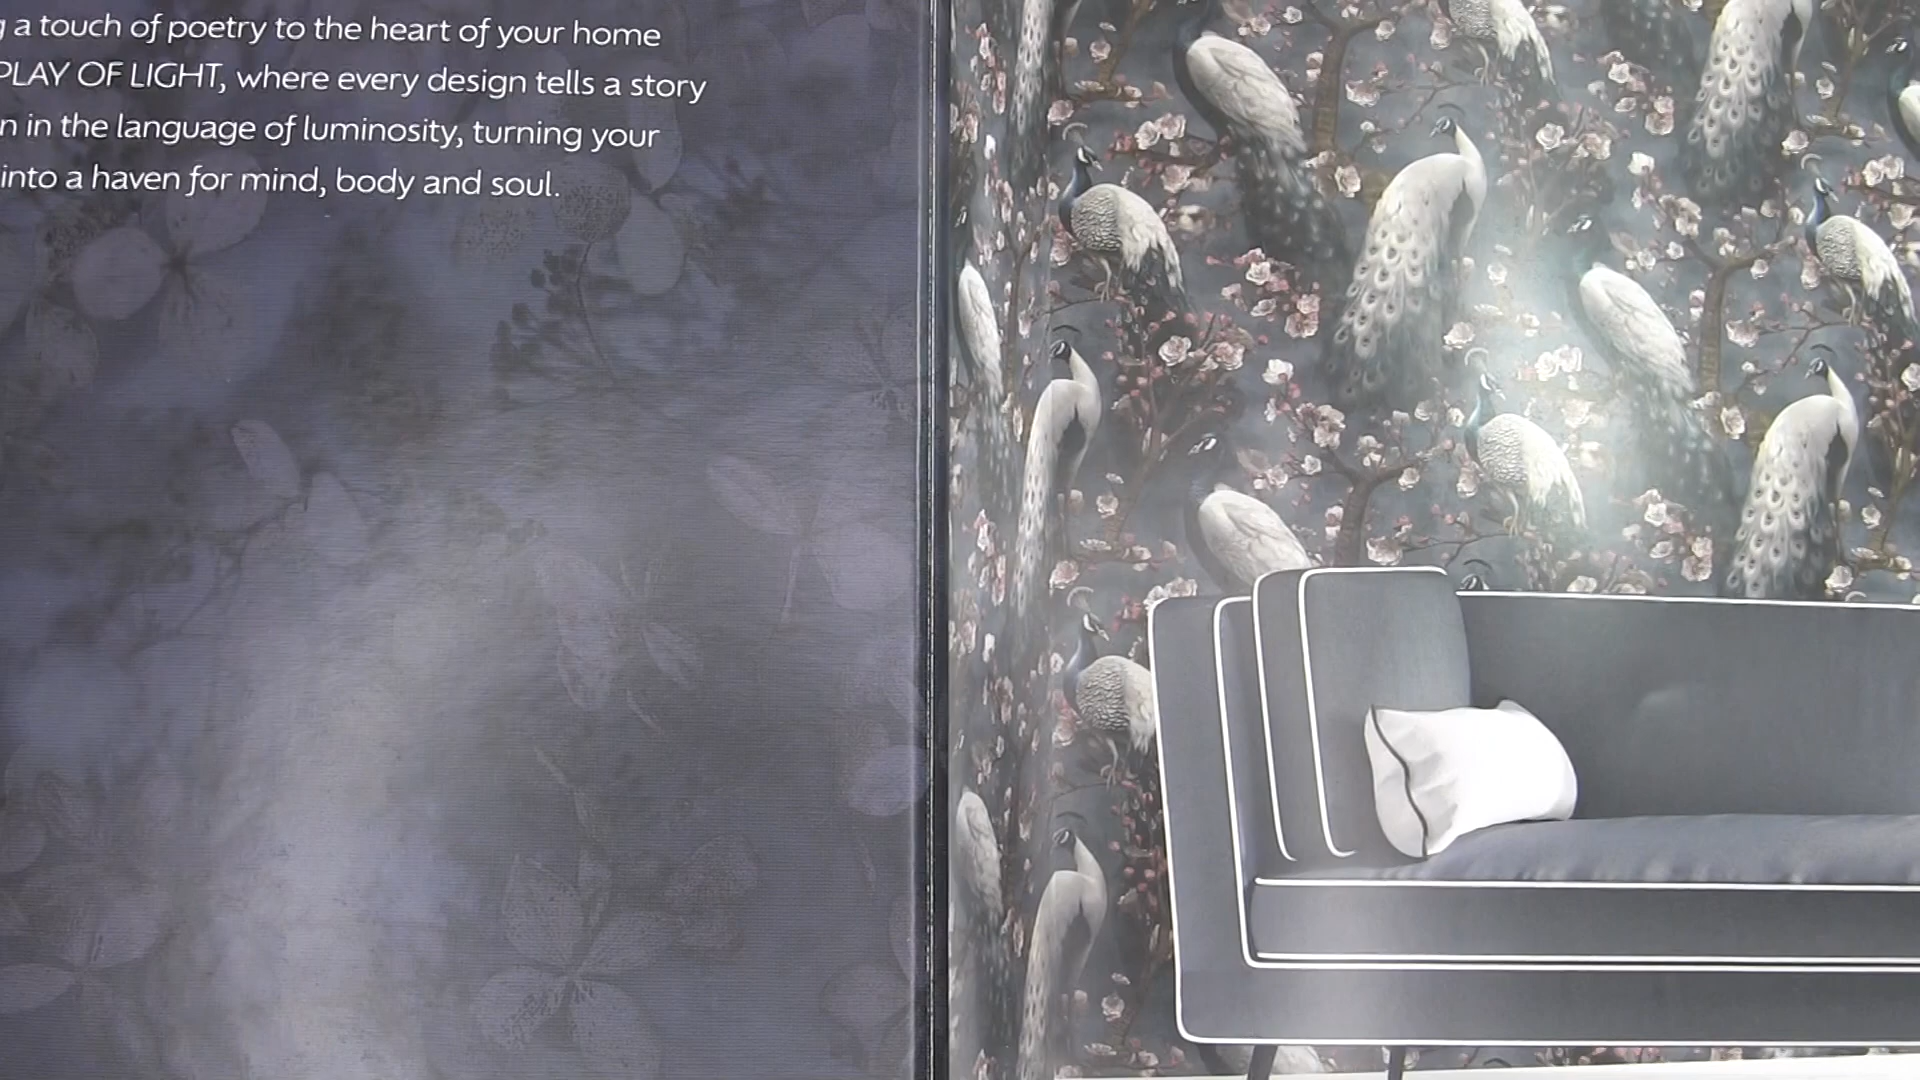 a touch of poetry to the heart of your home
PLAY OF LIGHT, where every design tells a story
in the language of luminosity, turning your
into a haven for mind, body and soul.